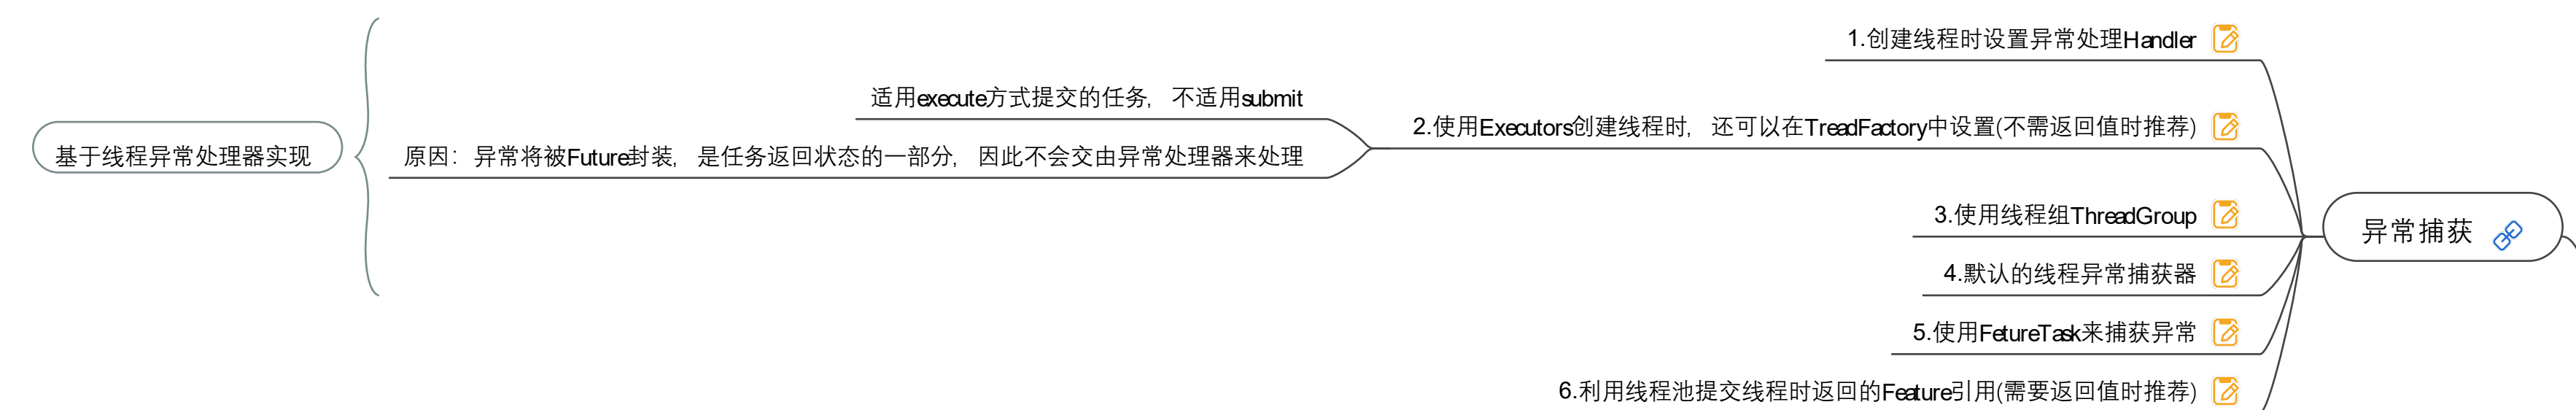 1.创建线程时设置异常处理Handler
适用execute方式提交的任务，不适用submit
2.使用Executors创建线程时，还可以在TreadFactory中设置(不需返回值时推荐)
基于线程异常处理器实现
原因：异常将被Future封装，是任务返回状态的一部分，因此不会交由异常处理器来处理
3.使用线程组ThreadGroup
异常捕获
4.默认的线程异常捕获器
5.使用FetureTask来捕获异常
6.利用线程池提交线程时返回的Feature引用(需要返回值时推荐)